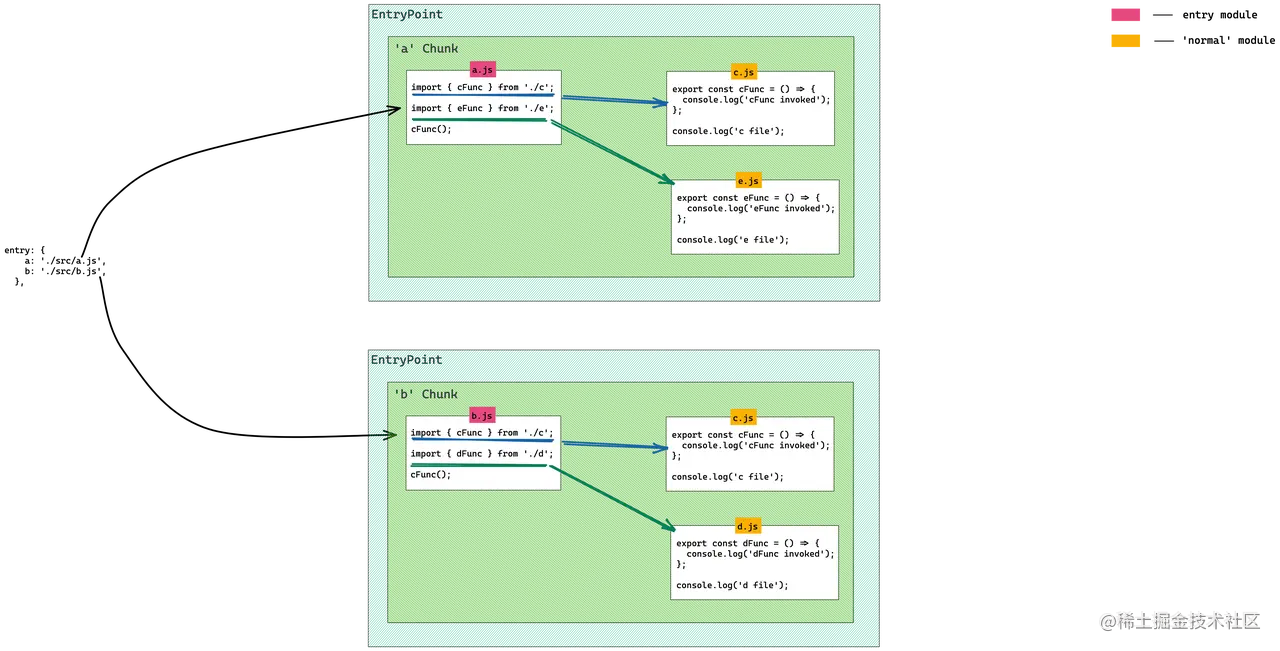 EntryPoint
'a' Chunk
a.js
import { cFunc } from './c';
import { eFunc } from './e';
cFunc();
c.js
export const cFunc = () => {
  console.log('cFunc invoked');
};
console.log('c file');
e.js
export const eFunc = () => {
  console.log('eFunc invoked');
};
console.log('e file');
entry module
'normal' module
entry: {
    a: './src/a.js',
    b: './src/b.js',
  },
EntryPoint
'b' Chunk
b.js
import { cFunc } from './c';
import { dFunc } from './d';
cFunc();
c.js
export const cFunc = () => {
  console.log('cFunc invoked');
};
console.log('c file');
d.js
export const dFunc = () => {
  console.log('dFunc invoked');
};
console.log('d file');
@稀土掘金技术社区